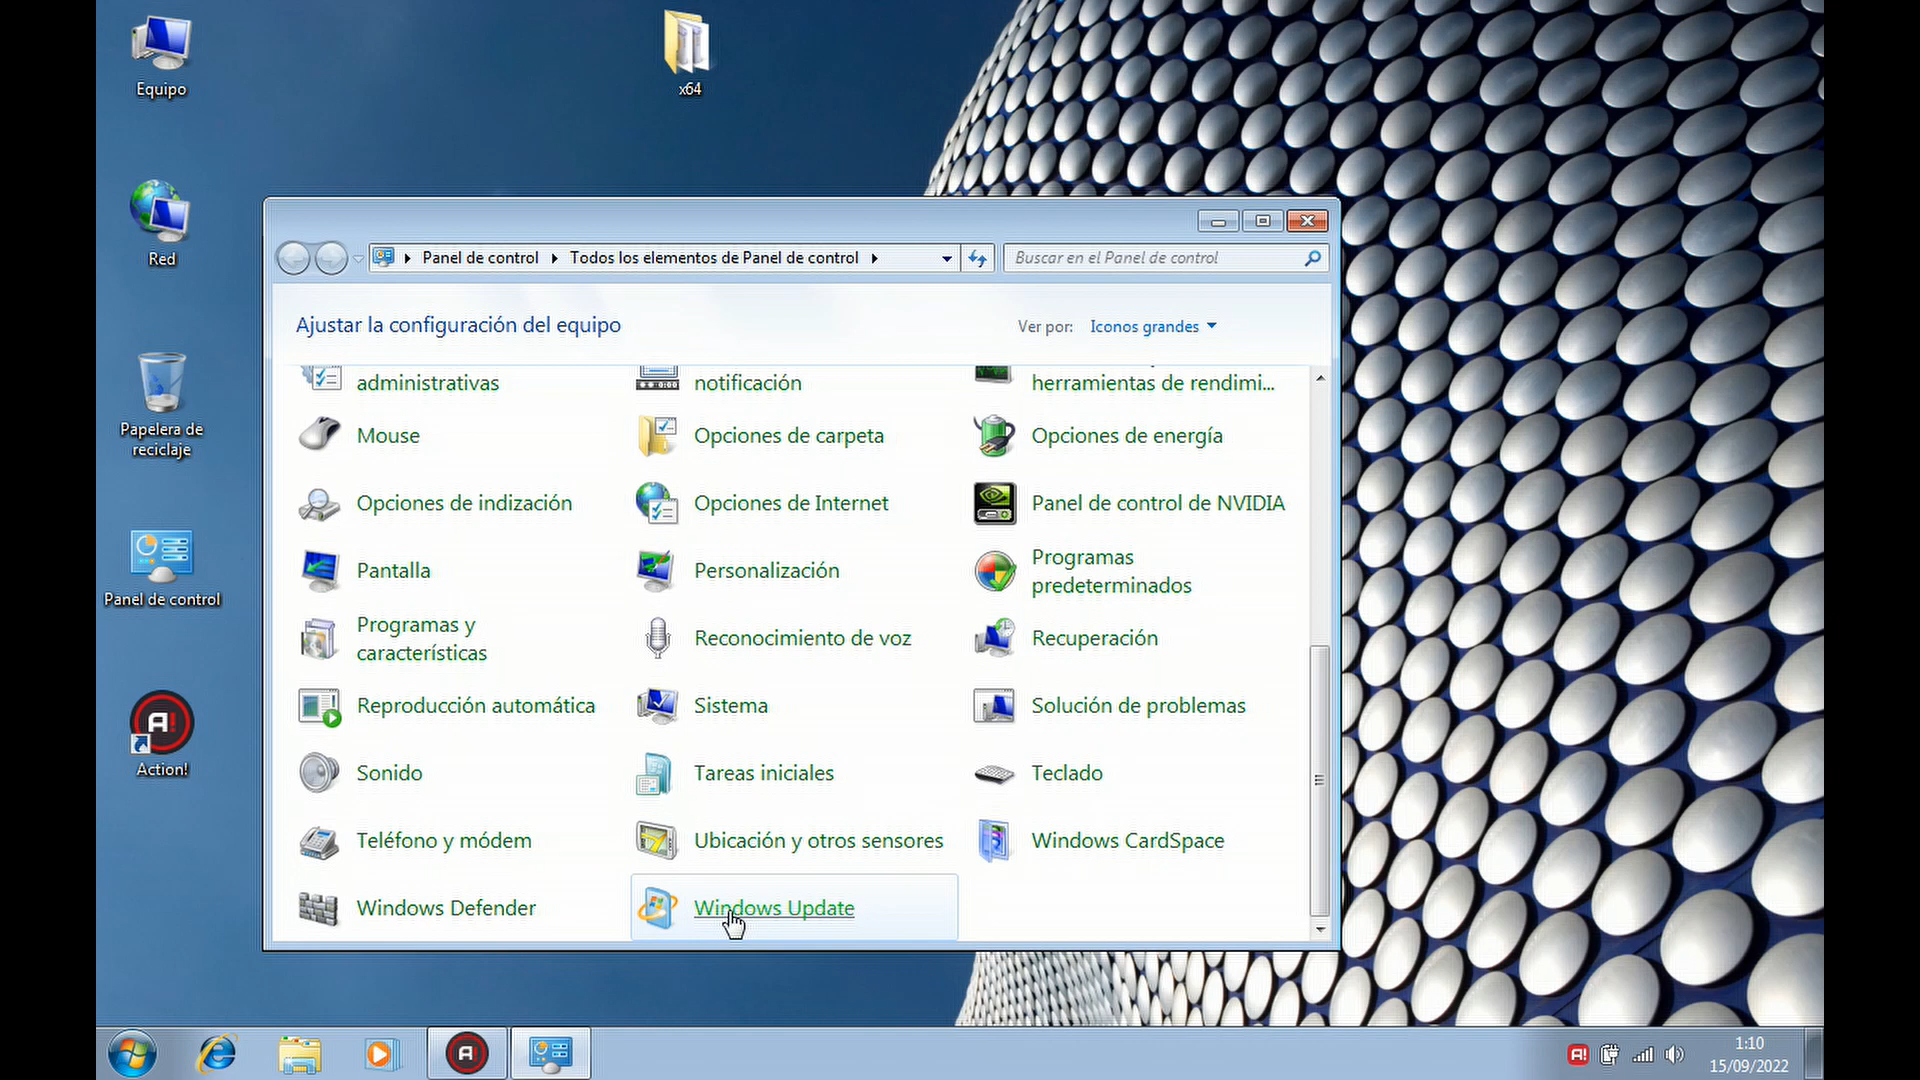 Equipo
x64
Red
Papelera de
reciclaje
Panel de control
Action!
Panel de control
Todos los elementos de Panel de control
Buscar en el Panel de control
Ajustar la configuración del equipo
Ver por:
Iconos grandes
administrativas
notificación
herramientas de rendimi...
Mouse
Opciones de carpeta
Opciones de energía
Opciones de indización
Opciones de Internet
Panel de control de NVIDIA
Pantalla
Personalización
Programas
predeterminados
Programas y
características
Reconocimiento de voz
Recuperación
Reproducción automática
Sistema
Solución de problemas
Sonido
Tareas iniciales
Teclado
Teléfono y módem
Ubicación y otros sensores
Windows CardSpace
Windows Defender
Windows Update
1:10
15/09/2022